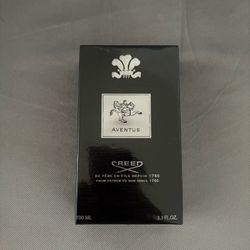 AVENTUS
CREED
DE PÈRE EN FILS DEPUIS 1760
FROM FATHER TO SON SINCE 1760
100 ML
3.3 FL.OZ.